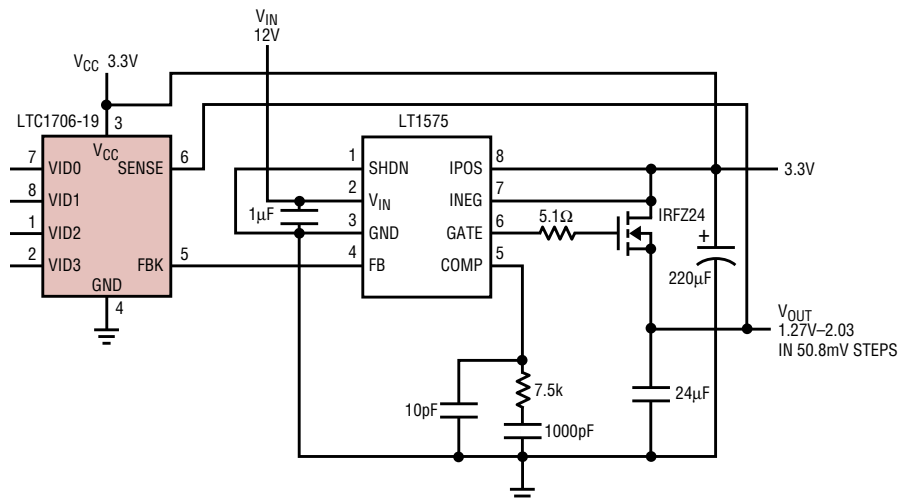 VIN
12V
VCC 3.3V
LTC1706-19
3
LT1575
VCC
7
VID0
SENSE
6
1
SHDN
IPOS
8
3.3V
8
VID1
2
VIN
INEG
7
1µF
5.1Ω
IRFZ24
1
VID2
3
GND
GATE
6
2
VID3
FBK
5
4
FB
COMP
5
+
220µF
GND
4
VOUT
1.27V–2.03
IN 50.8mV STEPS
7.5k
10pF
24µF
1000pF